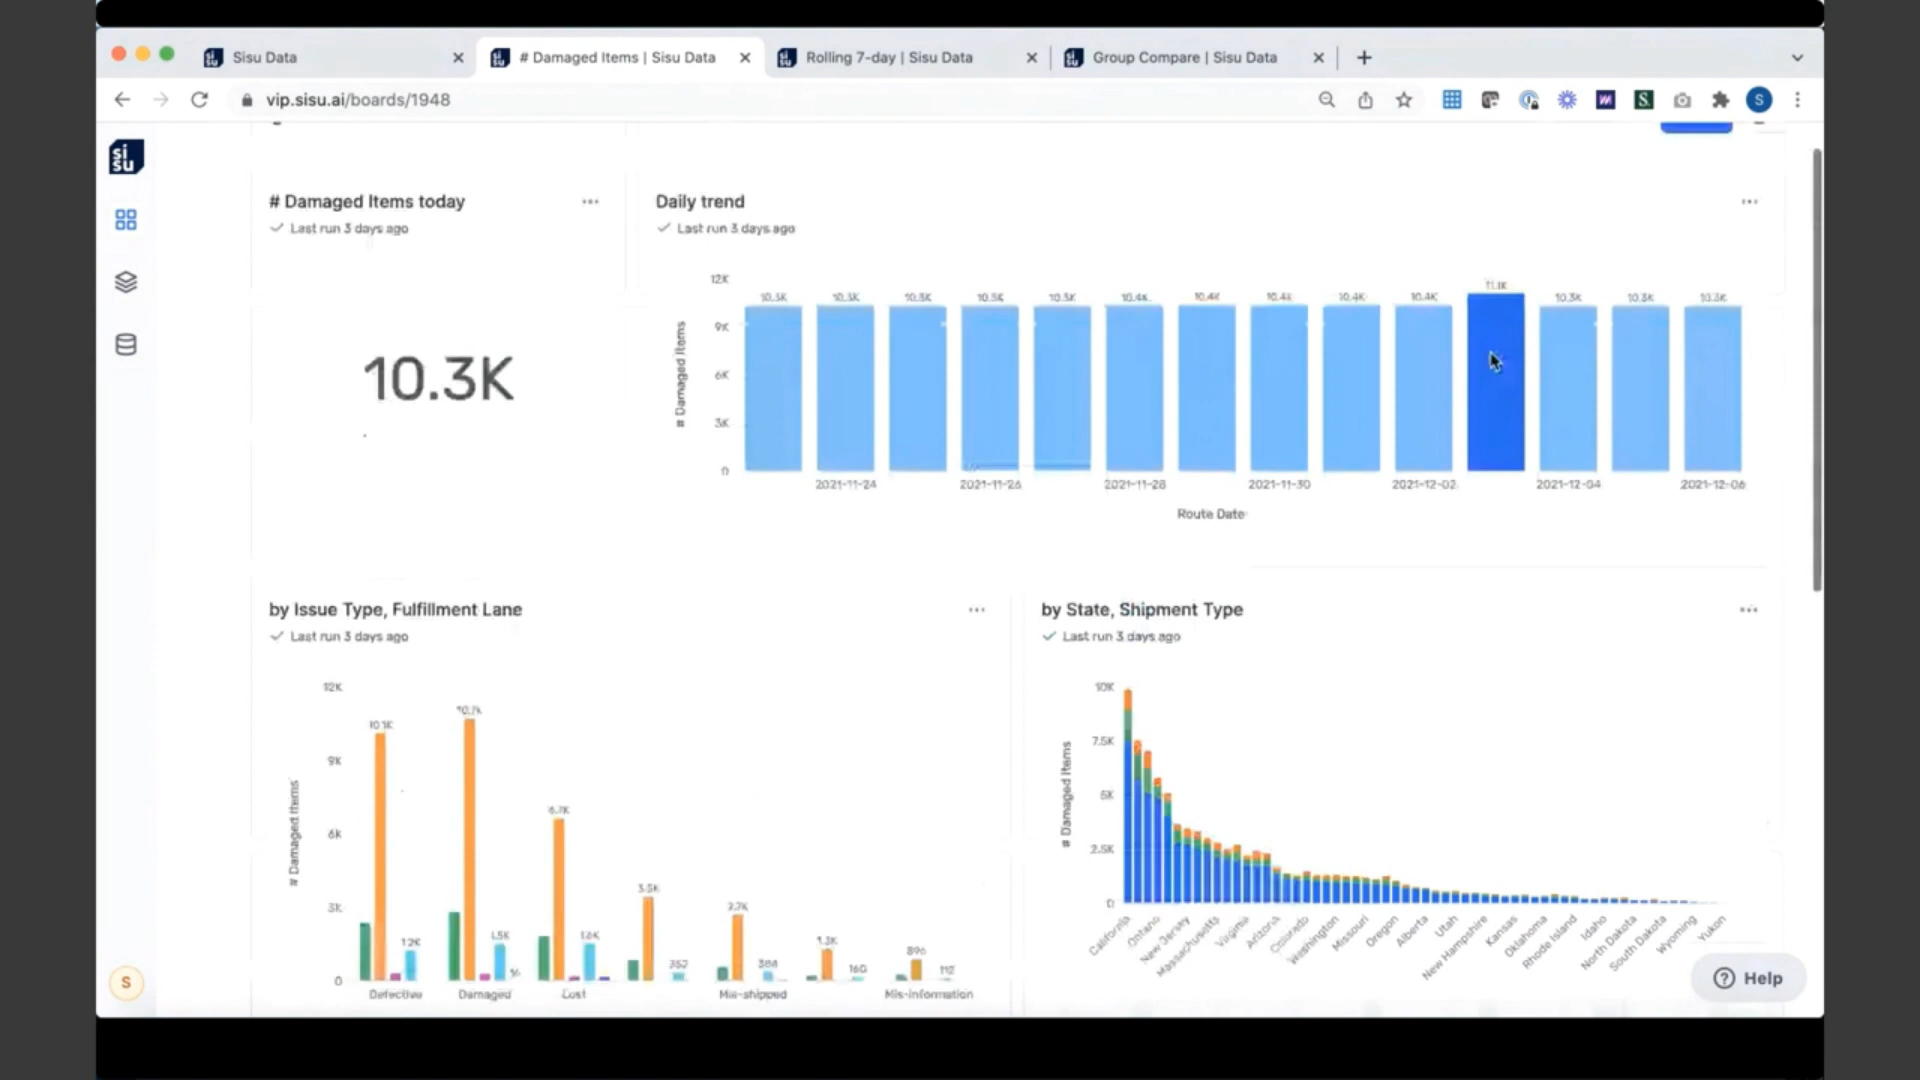 Sisu Data
# Damaged Items | Sisu Data
Rolling 7-day | Sisu Data
Group Compare | Sisu Data
vip.sisu.ai/boards/1948
S
si
su
# Damaged Items today
Last run 3 days ago
10.3K
Daily trend
Last run 3 days ago
12K
9K
6K
3K
0
# Damaged Items
10.3K 10.3K 10.3K 10.3K 10.3K 10.4K 10.4K 10.4K 10.4K 10.4K 11.1K 10.3K 10.3K 10.3K
2021-11-24 2021-11-26 2021-11-28 2021-11-30 2021-12-02 2021-12-04 2021-12-06
Route Date
by Issue Type, Fulfillment Lane
Last run 3 days ago
12K
9K
6K
3K
0
# Damaged Items
10.1K
10.7K
6.7K
3.5K
2.7K
1.3K
896
1.2K
1.5K
1.6K
160
112
Defective Damaged Lost Mis-shipped Mis-information
by State, Shipment Type
Last run 3 days ago
10K
7.5K
5K
2.5K
0
# Damaged Items
California Ontario New Jersey Massachusetts Virginia Arizona Colorado Washington Missouri Oregon Alberta Utah New Hampshire Kansas Oklahoma Rhode Island Idaho North Dakota South Dakota Wyoming Yukon
S
Help